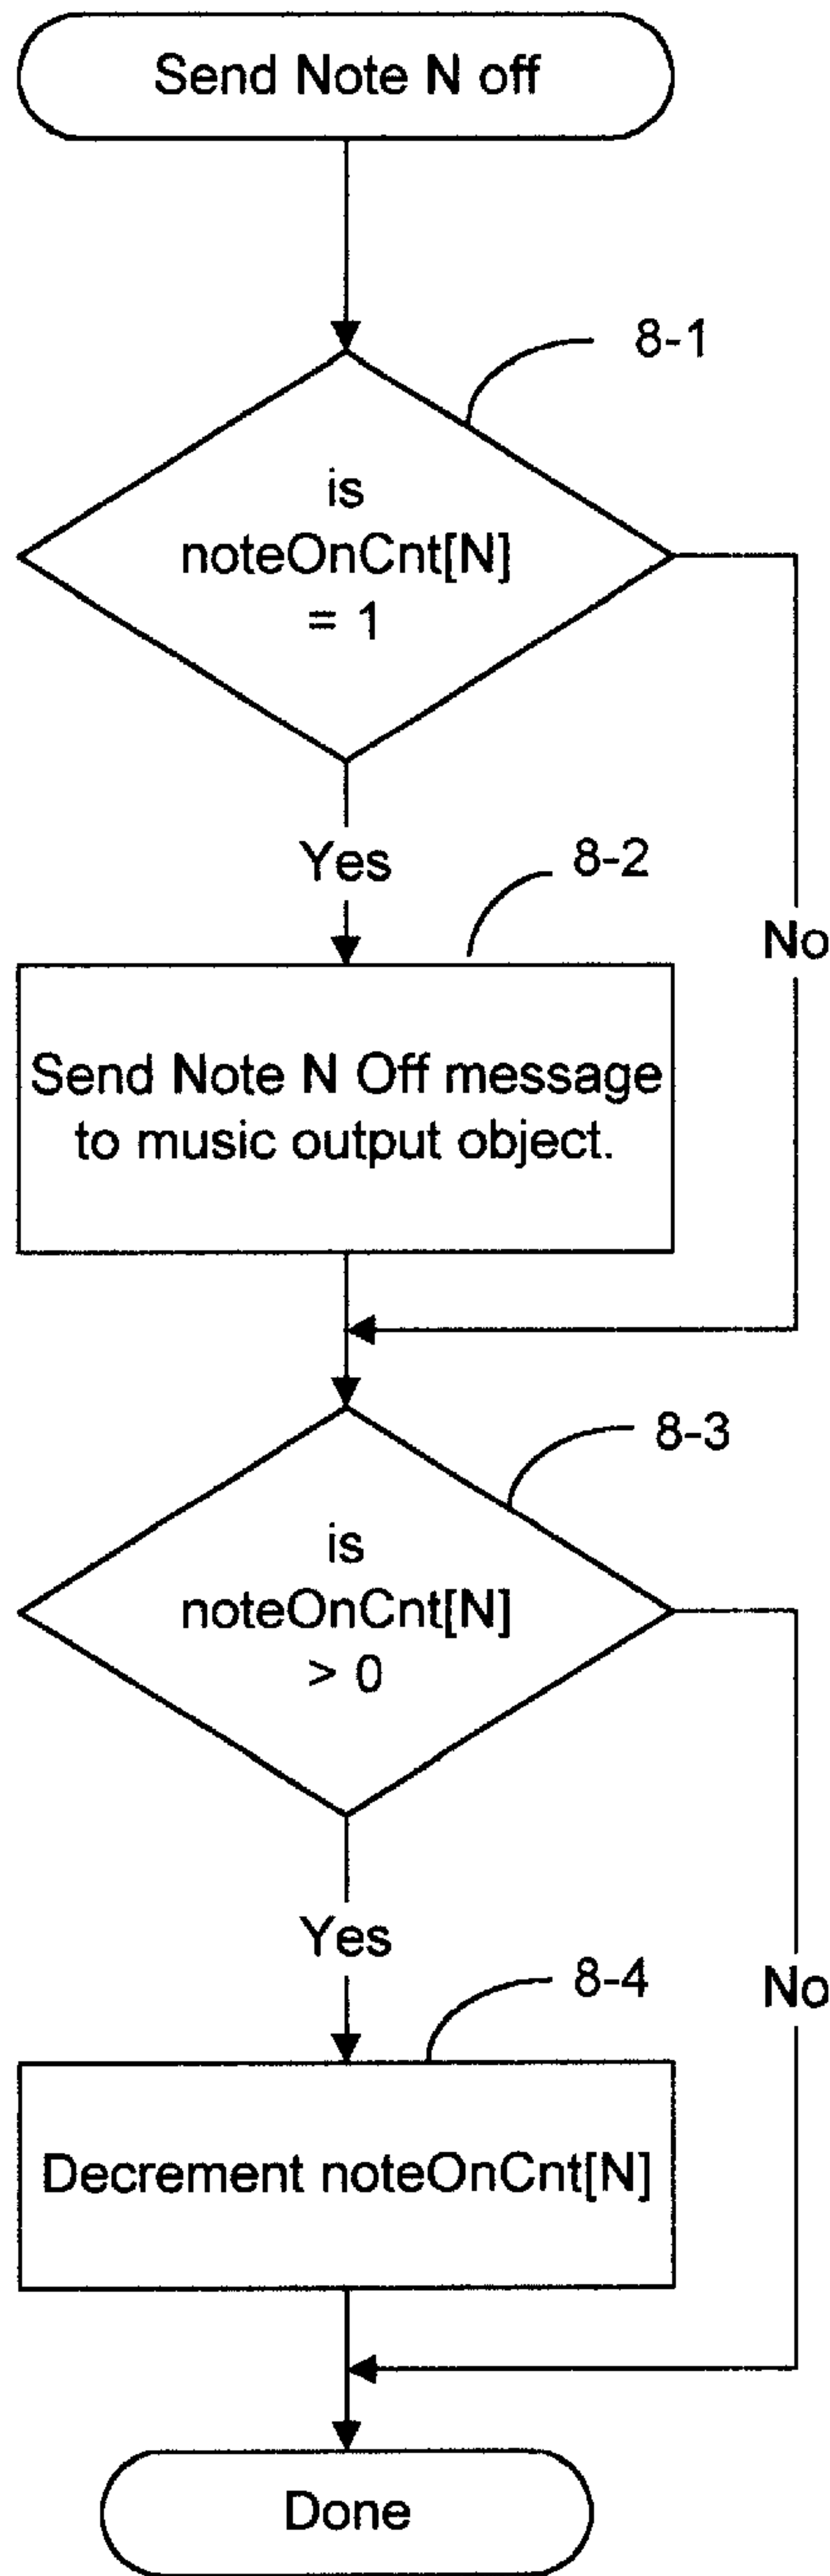 Send Note N off
8-1
is
noteOnCnt[N]
= 1
Yes
8-2
No
Send Note N Off message
to music output object.
8-3
is
noteOnCnt[N]
> 0
Yes
8-4
No
Decrement noteOnCnt[N]
Done